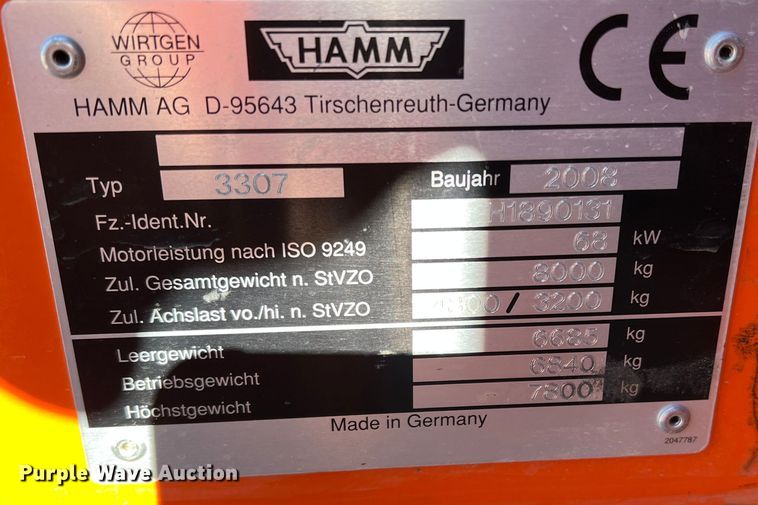 WIRTGEN
GROUP
HAMM
CE
HAMM AG D-95643 Tirschenreuth-Germany
Typ 3307 Baujahr 2008
Fz.-Ident.Nr. H1890131
Motorleistung nach ISO 9249 68 kW
Zul. Gesamtgewicht n. StVZO 8000 kg
Zul. Achslast vo./hi. n. StVZO / 3200 kg
Leergewicht 6685 kg
Betriebsgewicht 6840 kg
Höchstgewicht 7800 kg
Made in Germany
2047787
Purple Wave Auction